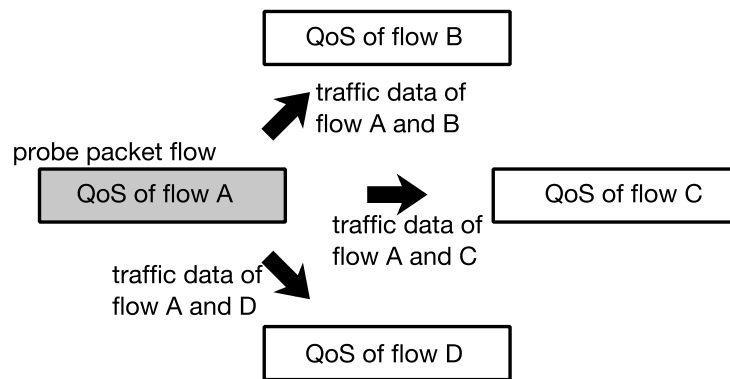 QoS of flow B
traffic data of
flow A and B
probe packet flow
QoS of flow A
QoS of flow C
traffic data of
flow A and C
traffic data of
flow A and D
QoS of flow D